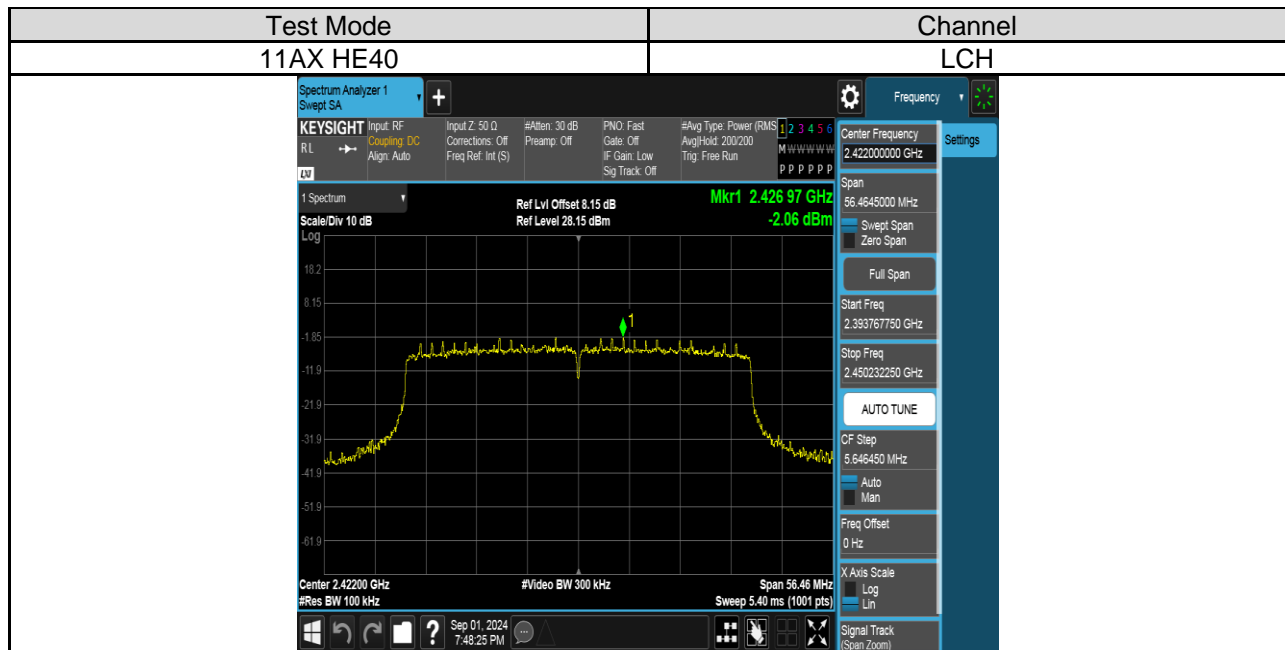 Test Mode
Channel
11AX HE40
LCH
Spectrum Analyzer 1
Swept SA
+
Frequency
KEYSIGHT
RL
LXI
Input: RF
Coupling: DC
Align: Auto
Input Z: 50 Ω
Corrections: Off
Freq Ref: Int (S)
#Atten: 30 dB
Preamp: Off
PNO: Fast
Gate: Off
IF Gain: Low
Sig Track: Off
#Avg Type: Power (RMS
Avg|Hold: 200/200
Trig: Free Run
1 2 3 4 5 6
M W W W W W
P P P P P P
1 Spectrum
Scale/Div 10 dB
Log
Ref Lvl Offset 8.15 dB
Ref Level 28.15 dBm
Mkr1 2.426 97 GHz
-2.06 dBm
18.2
8.15
-1.85
-11.9
-21.9
-31.9
-41.9
-51.9
-61.9
1
Center 2.42200 GHz
#Res BW 100 kHz
#Video BW 300 kHz
Span 56.46 MHz
Sweep 5.40 ms (1001 pts)
Center Frequency
2.422000000 GHz
Settings
Span
56.4645000 MHz
Swept Span
Zero Span
Full Span
Start Freq
2.393767750 GHz
Stop Freq
2.450232250 GHz
AUTO TUNE
CF Step
5.646450 MHz
Auto
Man
Freq Offset
0 Hz
X Axis Scale
Log
Lin
Signal Track
(Span Zoom)
?
Sep 01, 2024
7:48:25 PM